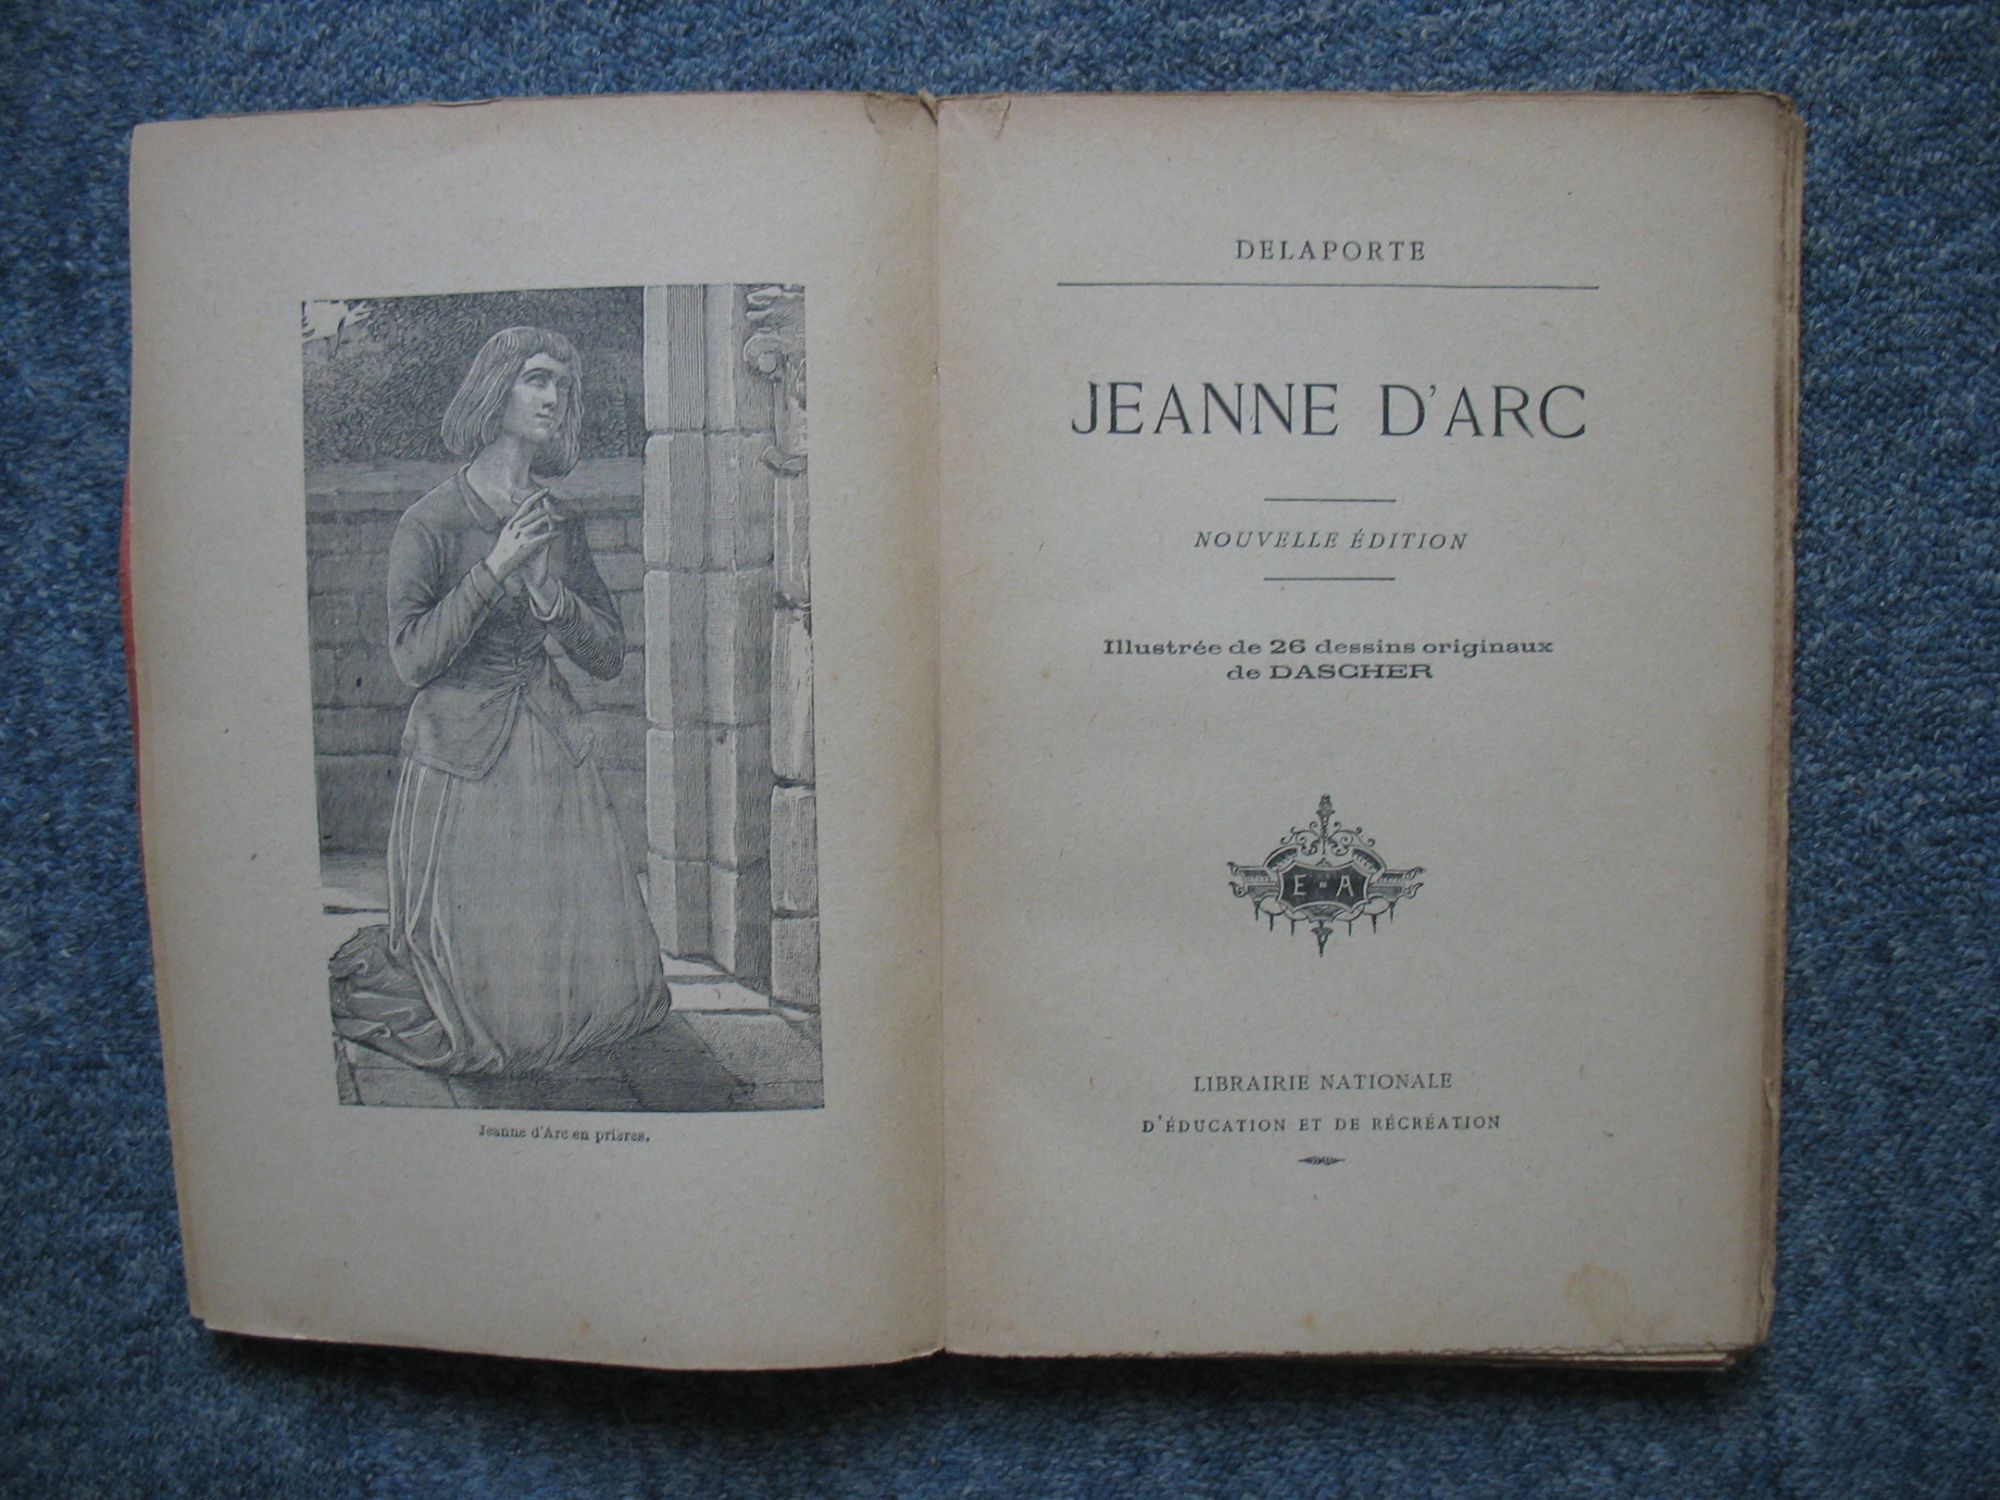 Jeanne d'Arc en prières.
DELAPORTE
JEANNE D'ARC
NOUVELLE ÉDITION
Illustrée de 26 dessins originaux
de DASCHER
E=A
LIBRAIRIE NATIONALE
D'ÉDUCATION ET DE RÉCRÉATION